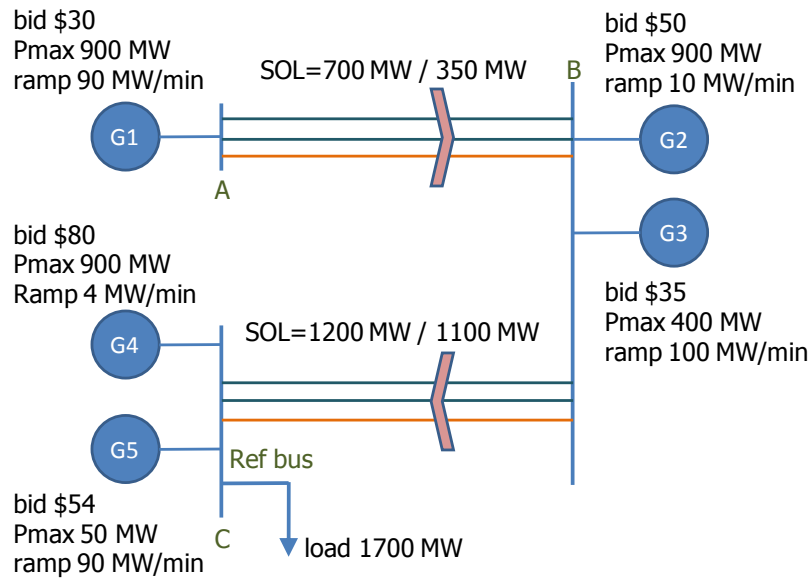 bid $30
Pmax 900 MW
ramp 90 MW/min
G1
A
SOL=700 MW / 350 MW
B
bid $50
Pmax 900 MW
ramp 10 MW/min
G2
G3
bid $35
Pmax 400 MW
ramp 100 MW/min
bid $80
Pmax 900 MW
Ramp 4 MW/min
G4
SOL=1200 MW / 1100 MW
G5
Ref bus
bid $54
Pmax 50 MW
ramp 90 MW/min
C
load 1700 MW